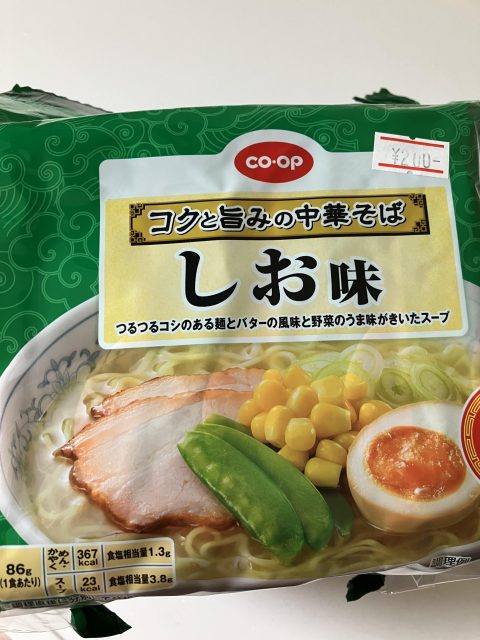 CO・OP
¥200-
コクと旨みの中華そば
しお味
つるつるコシのある麺とバターの風味と野菜のうま味がきいたスープ
86g
(1食あたり)
めん・かやく
367
kcal
食塩相当量1.3g
スープ
23
kcal
食塩相当量3.8g
調理例